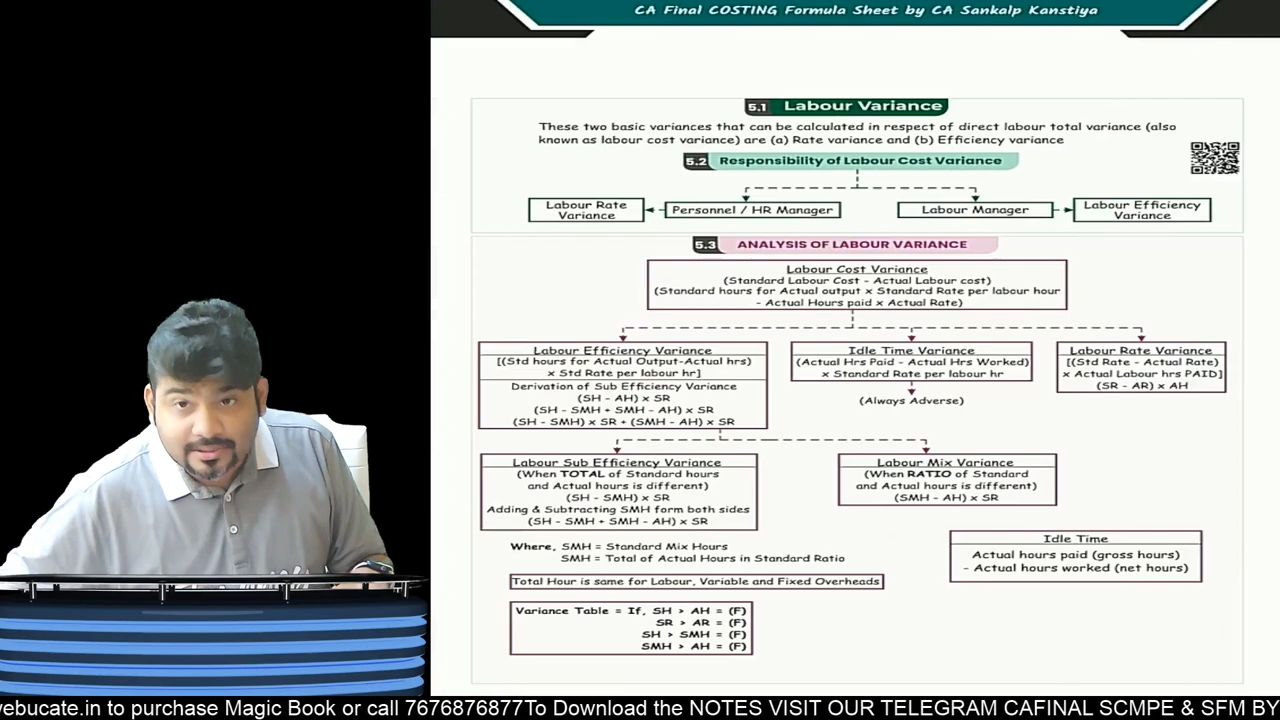 CA Final COSTING Formula Sheet by CA Sankalp Kanstiya
5.1 Labour Variance
These two basic variances that can be calculated in respect of direct labour total variance (also
known as labour cost variance) are (a) Rate variance and (b) Efficiency variance
5.2 Responsibility of Labour Cost Variance
Labour Rate
Variance
Personnel / HR Manager
Labour Manager
Labour Efficiency
Variance
5.3 ANALYSIS OF LABOUR VARIANCE
Labour Cost Variance
(Standard Labour Cost - Actual Labour cost)
(Standard hours for Actual output x Standard Rate per labour hour
- Actual Hours paid x Actual Rate)
Labour Efficiency Variance
[(Std hours for Actual Output-Actual hrs)
x Std Rate per labour hr]
Derivation of Sub Efficiency Variance
(SH - AH) x SR
(SH - SMH + SMH - AH) x SR
(SH - SMH) x SR + (SMH - AH) x SR
Idle Time Variance
(Actual Hrs Paid - Actual Hrs Worked)
x Standard Rate per labour hr
(Always Adverse)
Labour Rate Variance
[(Std Rate - Actual Rate)
x Actual Labour hrs PAID]
(SR - AR) x AH
Labour Sub Efficiency Variance
(When TOTAL of Standard hours
and Actual hours is different)
(SH - SMH) x SR
Adding & Subtracting SMH form both sides
(SH - SMH + SMH - AH) x SR
Labour Mix Variance
(When RATIO of Standard
and Actual hours is different)
(SMH - AH) x SR
Where, SMH = Standard Mix Hours
SMH = Total of Actual Hours in Standard Ratio
Idle Time
Actual hours paid (gross hours)
- Actual hours worked (net hours)
Total Hour is same for Labour, Variable and Fixed Overheads
Variance Table = If, SH > AH = (F)
SR > AR = (F)
SH > SMH = (F)
SMH > AH = (F)
vebucate.in to purchase Magic Book or call 7676876877To Download the NOTES VISIT OUR TELEGRAM CAFINAL SCMPE & SFM BY